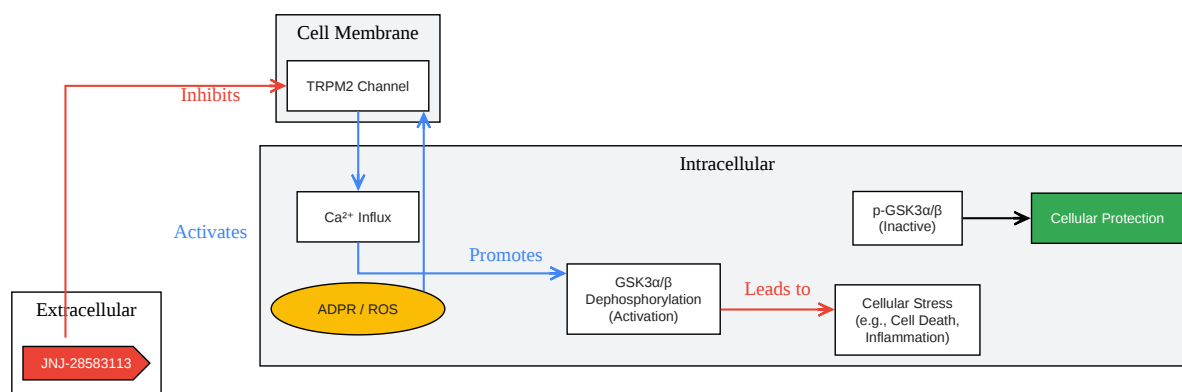 Cell Membrane
TRPM2 Channel
Inhibits
Intracellular
Ca²⁺ Influx
p-GSK3α/β
(Inactive)
Cellular Protection
Activates
Promotes
GSK3α/β
Dephosphorylation
(Activation)
Leads to
Cellular Stress
(e.g., Cell Death,
Inflammation)
ADPR / ROS
Extracellular
JNJ-28583113